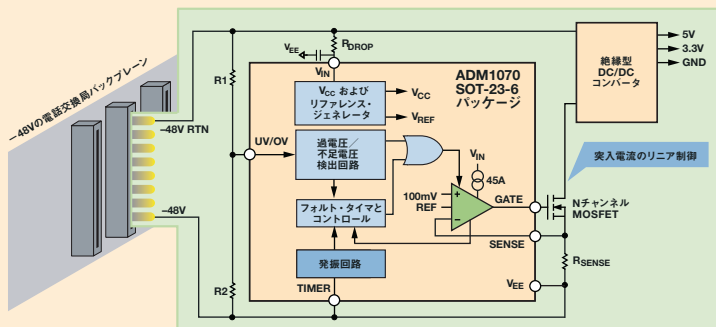 −48Vの電話交換局バックプレーン
−48V RTN
−48V
R1
R2
VEE
RDROP
VIN
ADM1070
SOT-23-6
パッケージ
VCC および
リファレンス・
ジェネレータ
VCC
VREF
UV/OV
過電圧／
不足電圧
検出回路
フォルト・タイマと
コントロール
発振回路
TIMER
VIN
45A
100mV
REF
+
−
GATE
SENSE
VEE
RSENSE
Nチャンネル
MOSFET
突入電流のリニア制御
絶縁型
DC/DC
コンバータ
5V
3.3V
GND